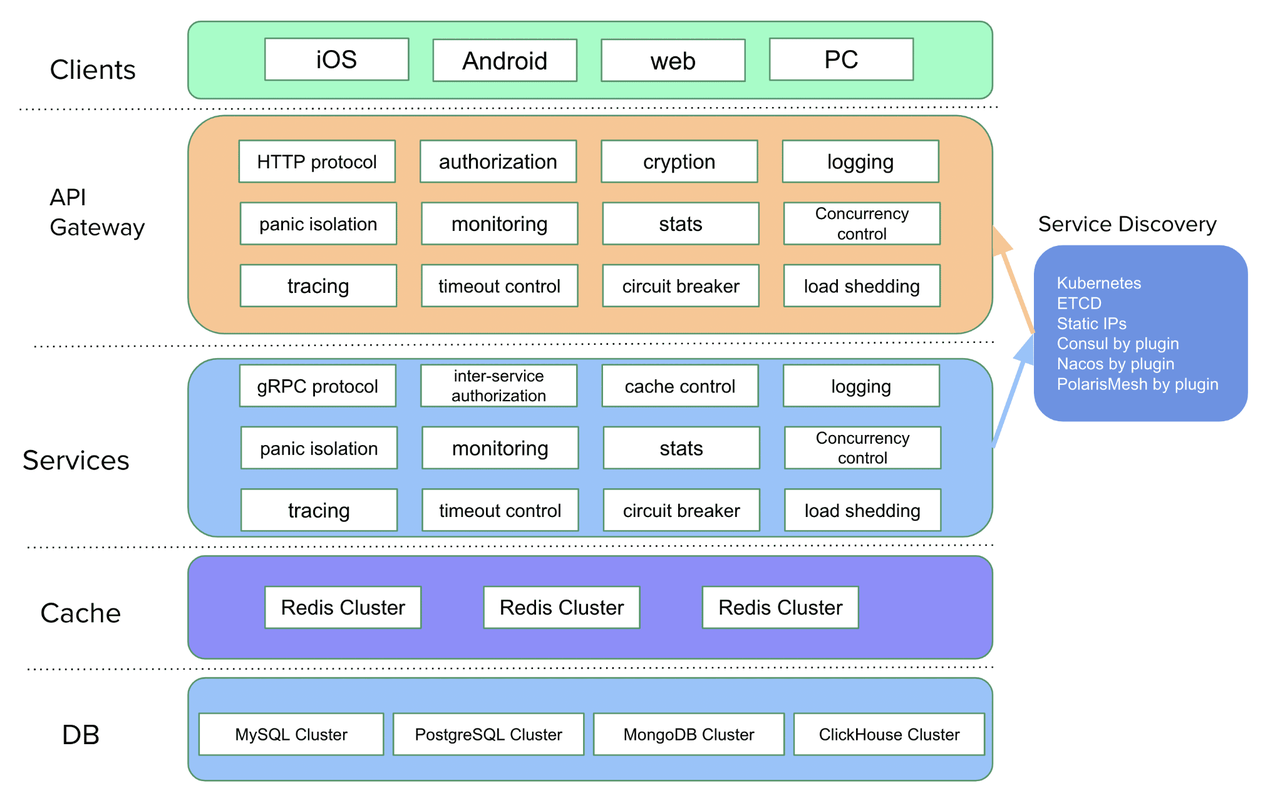 Clients
iOS
Android
web
PC
API
Gateway
HTTP protocol
authorization
cryption
logging
panic isolation
monitoring
stats
Concurrency
control
tracing
timeout control
circuit breaker
load shedding
Service Discovery
Kubernetes
ETCD
Static IPs
Consul by plugin
Nacos by plugin
PolarisMesh by plugin
Services
gRPC protocol
inter-service
authorization
cache control
logging
panic isolation
monitoring
stats
Concurrency
control
tracing
timeout control
circuit breaker
load shedding
Cache
Redis Cluster
Redis Cluster
Redis Cluster
DB
MySQL Cluster
PostgreSQL Cluster
MongoDB Cluster
ClickHouse Cluster